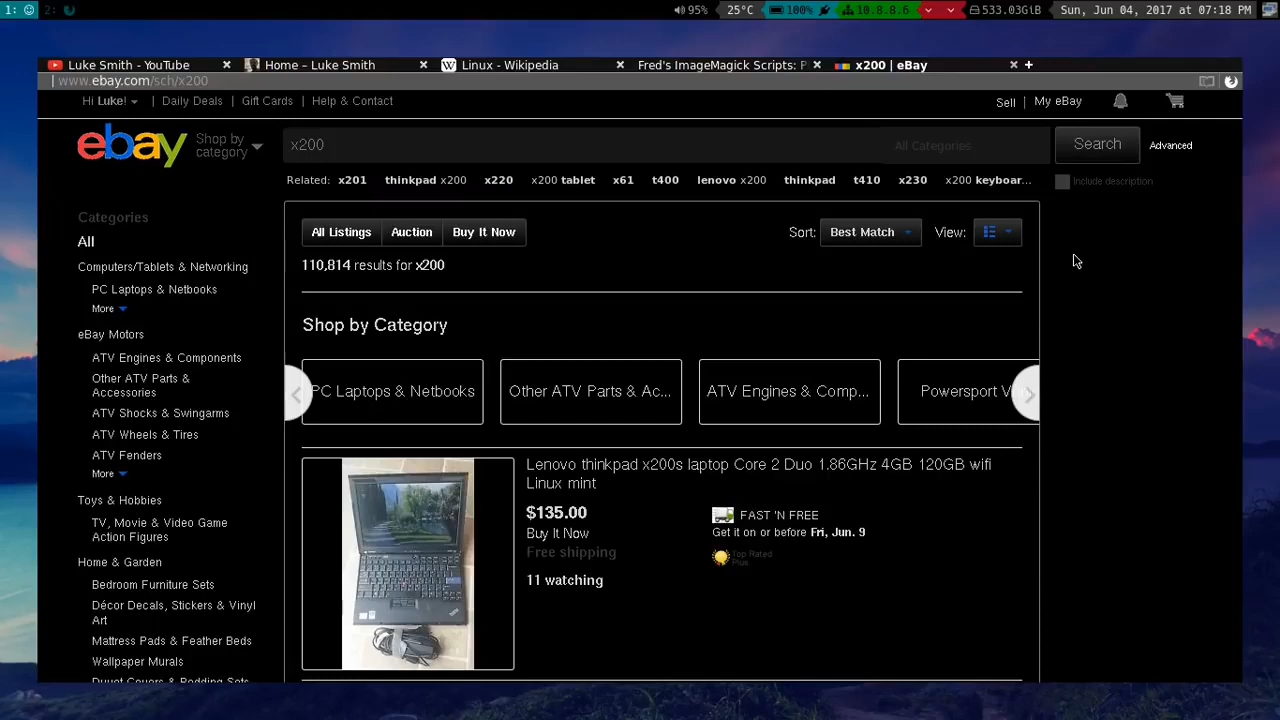 1: 2: 95% 25°C 100% 10.8.8.6 533.03GiB Sun, Jun 04, 2017 at 07:18 PM
Luke Smith - YouTube Home – Luke Smith Linux - Wikipedia Fred's ImageMagick Scripts: P x200 | eBay
www.ebay.com/sch/x200
Hi Luke! Daily Deals Gift Cards Help & Contact Sell My eBay
ebay Shop by category x200 All Categories Search Advanced
Related: x201 thinkpad x200 x220 x200 tablet x61 t400 lenovo x200 thinkpad t410 x230 x200 keyboar... Include description
Categories
All
Computers/Tablets & Networking
PC Laptops & Netbooks
More
eBay Motors
ATV Engines & Components
Other ATV Parts &
Accessories
ATV Shocks & Swingarms
ATV Wheels & Tires
ATV Fenders
More
Toys & Hobbies
TV, Movie & Video Game
Action Figures
Home & Garden
Bedroom Furniture Sets
Décor Decals, Stickers & Vinyl
Art
Mattress Pads & Feather Beds
Wallpaper Murals
Duvet Covers & Bedding Sets
All Listings Auction Buy It Now Sort: Best Match View:
110,814 results for x200
Shop by Category
PC Laptops & Netbooks Other ATV Parts & Ac... ATV Engines & Comp... Powersport V
Lenovo thinkpad x200s laptop Core 2 Duo 1.86GHz 4GB 120GB wifi
Linux mint
$135.00
Buy It Now
Free shipping
11 watching
FAST 'N FREE
Get it on or before Fri, Jun. 9
Top Rated
Plus